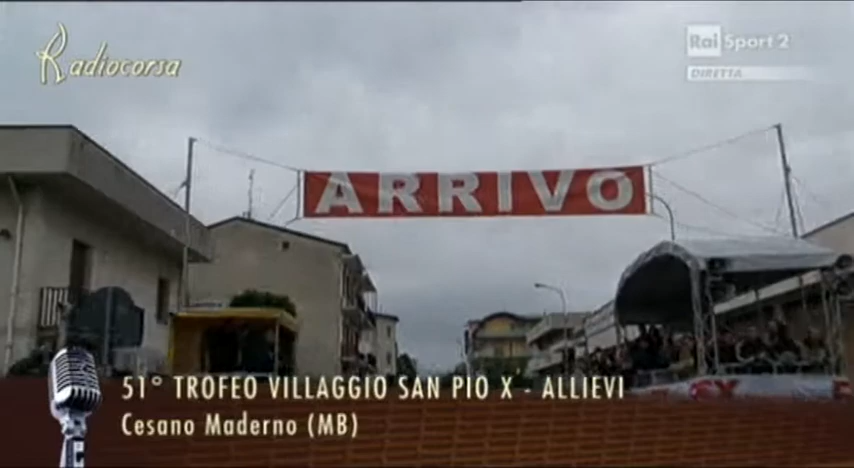 Radiocorsa
Rai Sport 2
DIRETTA
ARRIVO
51° TROFEO VILLAGGIO SAN PIO X - ALLIEVI
Cesano Maderno (MB)